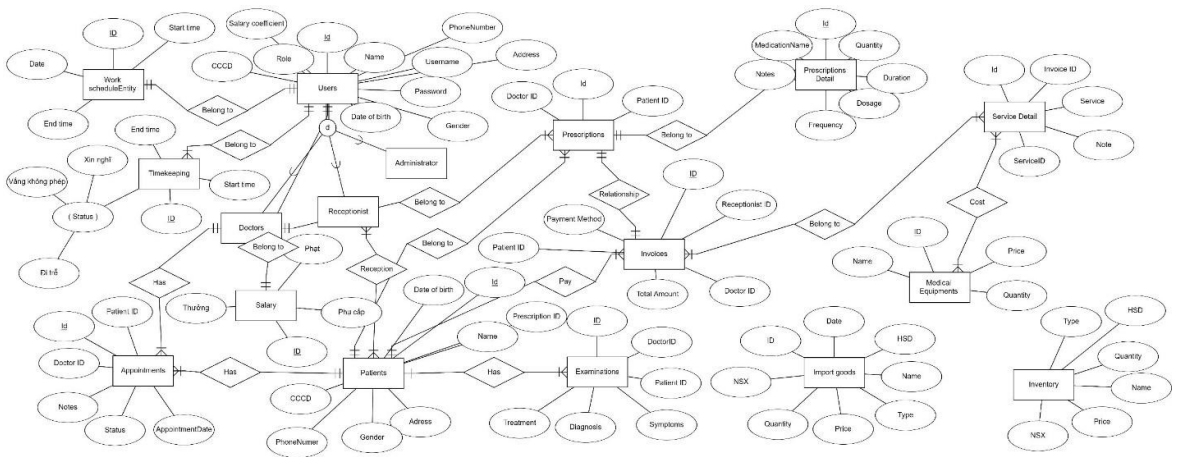 ID
Start time
Date
Work
scheduleEntity
End time
Belong to
Salary coefficient
Id
PhoneNumber
CCCD
Role
Name
Username
Address
Users
Password
Date of birth
Gender
d
Administrator
End time
Belong to
Xin nghĩ
Timekeeping
Start time
ID
Vắng không phép
( Status )
Đi trễ
Doctors
Receptionist
Belong to
Belong to
Phạt
Salary
Thưởng
Phụ cấp
ID
Has
Reception
Belong to
Id
Doctor ID
Patient ID
Prescriptions
Belong to
Id
MedicationName
Quantity
Notes
Prescriptions
Detail
Duration
Dosage
Frequency
Relationship
ID
Payment Method
Receptionist ID
Patient ID
Invoices
Total Amount
Doctor ID
Belong to
Pay
Id
Invoice ID
Service
Service Detail
ServiceID
Note
Cost
ID
Name
Price
Medical
Equipments
Quantity
Patient ID
Id
Doctor ID
Appointments
Notes
Status
AppointmentDate
Has
Date of birth
Id
Name
Patients
CCCD
PhoneNumer
Gender
Adress
Has
Prescription ID
ID
DoctorID
Examinations
Patient ID
Treatment
Diagnosis
Symptoms
Date
ID
HSD
NSX
Import goods
Name
Quantity
Price
Type
Type
HSD
Quantity
Inventory
Name
NSX
Price